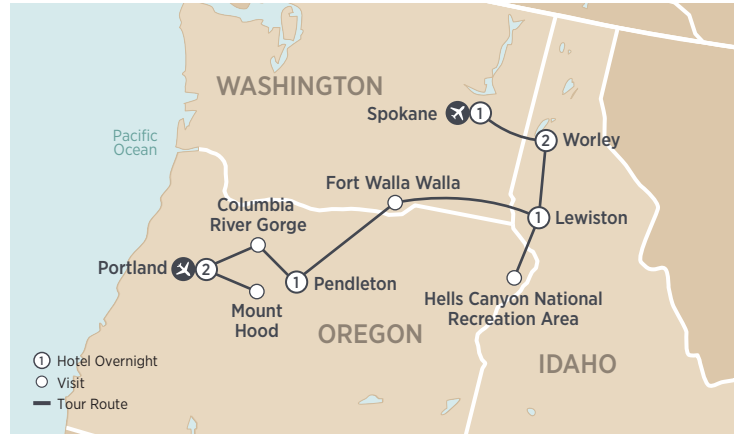 WASHINGTON
Spokane
1
Pacific
Ocean
2
Worley
Fort Walla Walla
Columbia
River Gorge
1
Lewiston
Portland
2
1
Pendleton
Mount
Hood
Hells Canyon National
Recreation Area
OREGON
IDAHO
1 Hotel Overnight
Visit
Tour Route